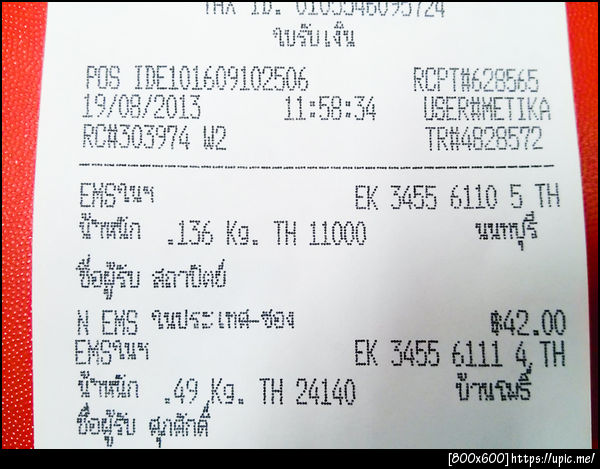 TAX ID. 0105546095724
ใบรับเงิน
POS IDE101609102506 RCPT#628565
19/08/2013 11:58:34 USER#METIKA
RC#303974 W2 TR#4828572
EMSในฯ EK 3455 6110 5 TH
น้ำหนัก .136 Kg. TH 11000 นนทบุรี
ชื่อผู้รับ สถาปัตย์
N EMS ในประเทศ-ซอง ฿42.00
EMSในฯ EK 3455 6111 4 TH
น้ำหนัก .49 Kg. TH 24140 บ้านโพธิ์
ชื่อผู้รับ ศุภศักดิ์
[800x600] https://upic.me/